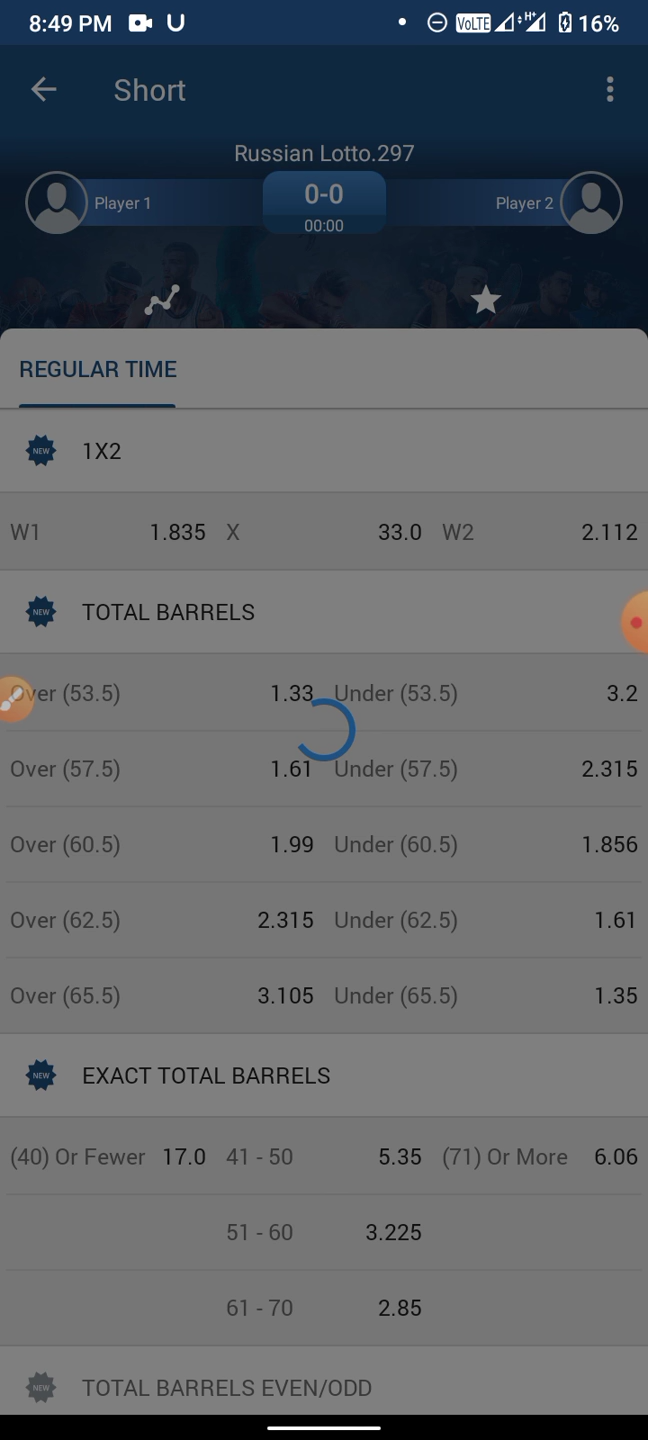 8:49 PM U VoLTE H+ 16%
Short
Russian Lotto.297
Player 1 0-0 Player 2
00:00
REGULAR TIME
NEW 1X2
W1 1.835 X 33.0 W2 2.112
NEW TOTAL BARRELS
Over (53.5) 1.33 Under (53.5) 3.2
Over (57.5) 1.61 Under (57.5) 2.315
Over (60.5) 1.99 Under (60.5) 1.856
Over (62.5) 2.315 Under (62.5) 1.61
Over (65.5) 3.105 Under (65.5) 1.35
NEW EXACT TOTAL BARRELS
(40) Or Fewer 17.0 41 - 50 5.35 (71) Or More 6.06
51 - 60 3.225
61 - 70 2.85
NEW TOTAL BARRELS EVEN/ODD